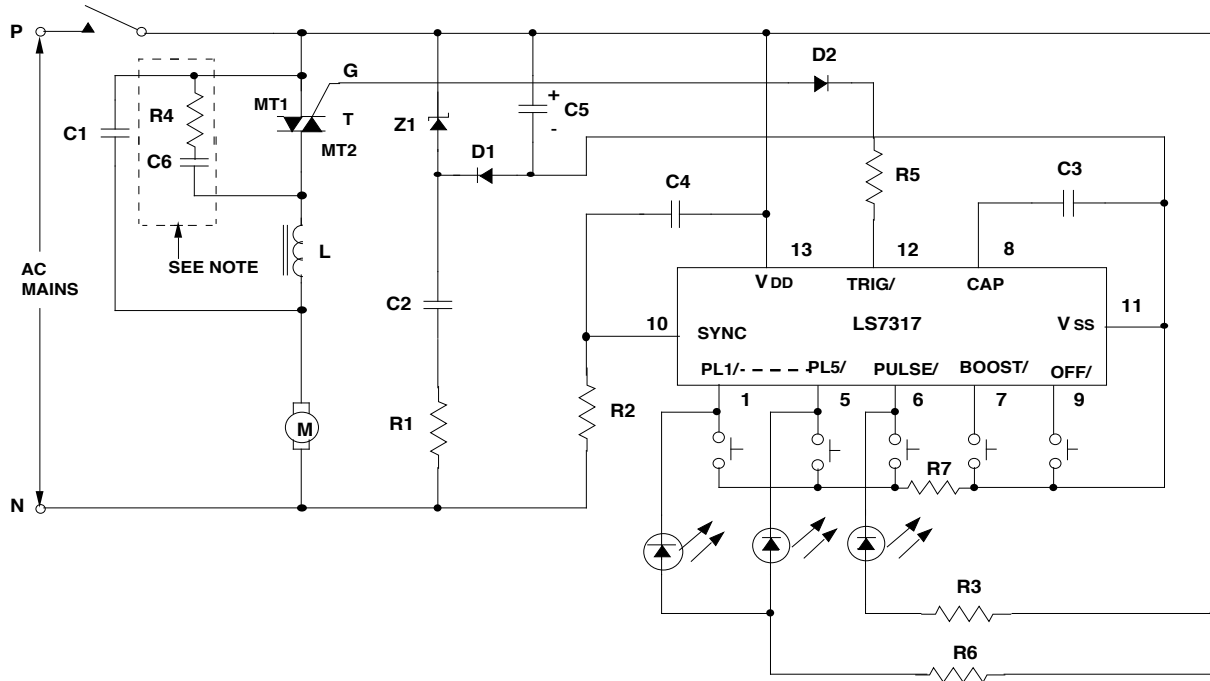 P
D2
G
MT1
T
R4
+
C5
-
C1
Z1
MT2
D1
C6
R5
C4
C3
L
SEE NOTE
13
12
8
AC
MAINS
VDD
TRIG/
CAP
C2
LS7317
11
10
SYNC
VSS
PL1/- - - - - PL5/
PULSE/
BOOST/
OFF/
1
5
6
7
9
R2
R1
M
R7
N
R3
R6